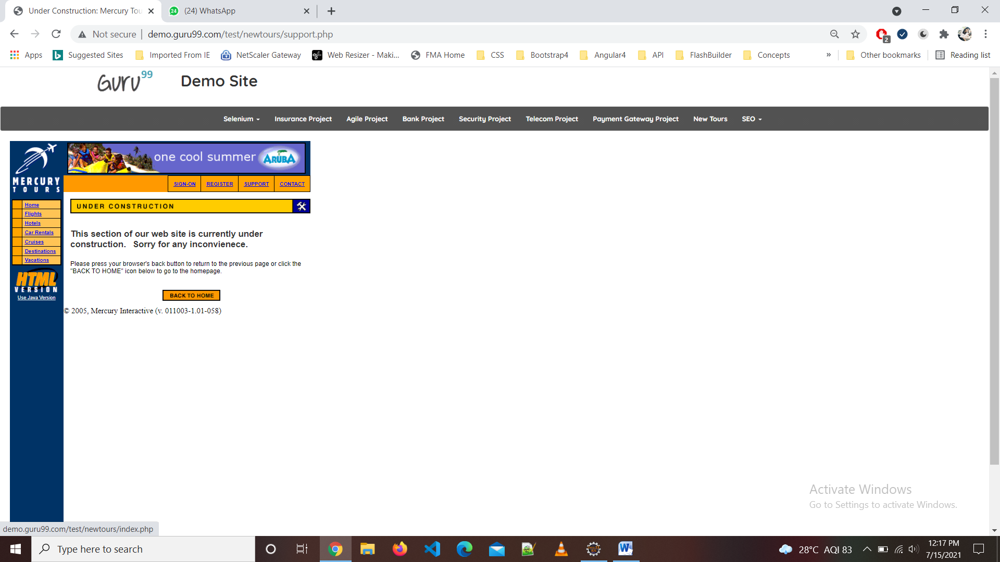 Under Construction: Mercury Tou
24 (24) WhatsApp
Not secure demo.guru99.com/test/newtours/support.php
2
Apps Suggested Sites Imported From IE NetScaler Gateway Web Resizer - Maki... FMA Home CSS Bootstrap4 Angular4 API FlashBuilder Concepts » Other bookmarks Reading list
Guru99 Demo Site
Selenium Insurance Project Agile Project Bank Project Security Project Telecom Project Payment Gateway Project New Tours SEO
one cool summer ARUBA
MERCURY
TOURS
SIGN-ON REGISTER SUPPORT CONTACT
Home
Flights
Hotels
Car Rentals
Cruises
Destinations
Vacations
HTML
VERSION
Use Java Version
UNDER CONSTRUCTION
This section of our web site is currently under
construction. Sorry for any inconvienece.
Please press your browser's back button to return to the previous page or click the
"BACK TO HOME" icon below to go to the homepage.
BACK TO HOME
© 2005, Mercury Interactive (v. 011003-1.01-058)
Activate Windows
Go to Settings to activate Windows.
demo.guru99.com/test/newtours/index.php
Type here to search
28°C AQI 83
12:17 PM
7/15/2021